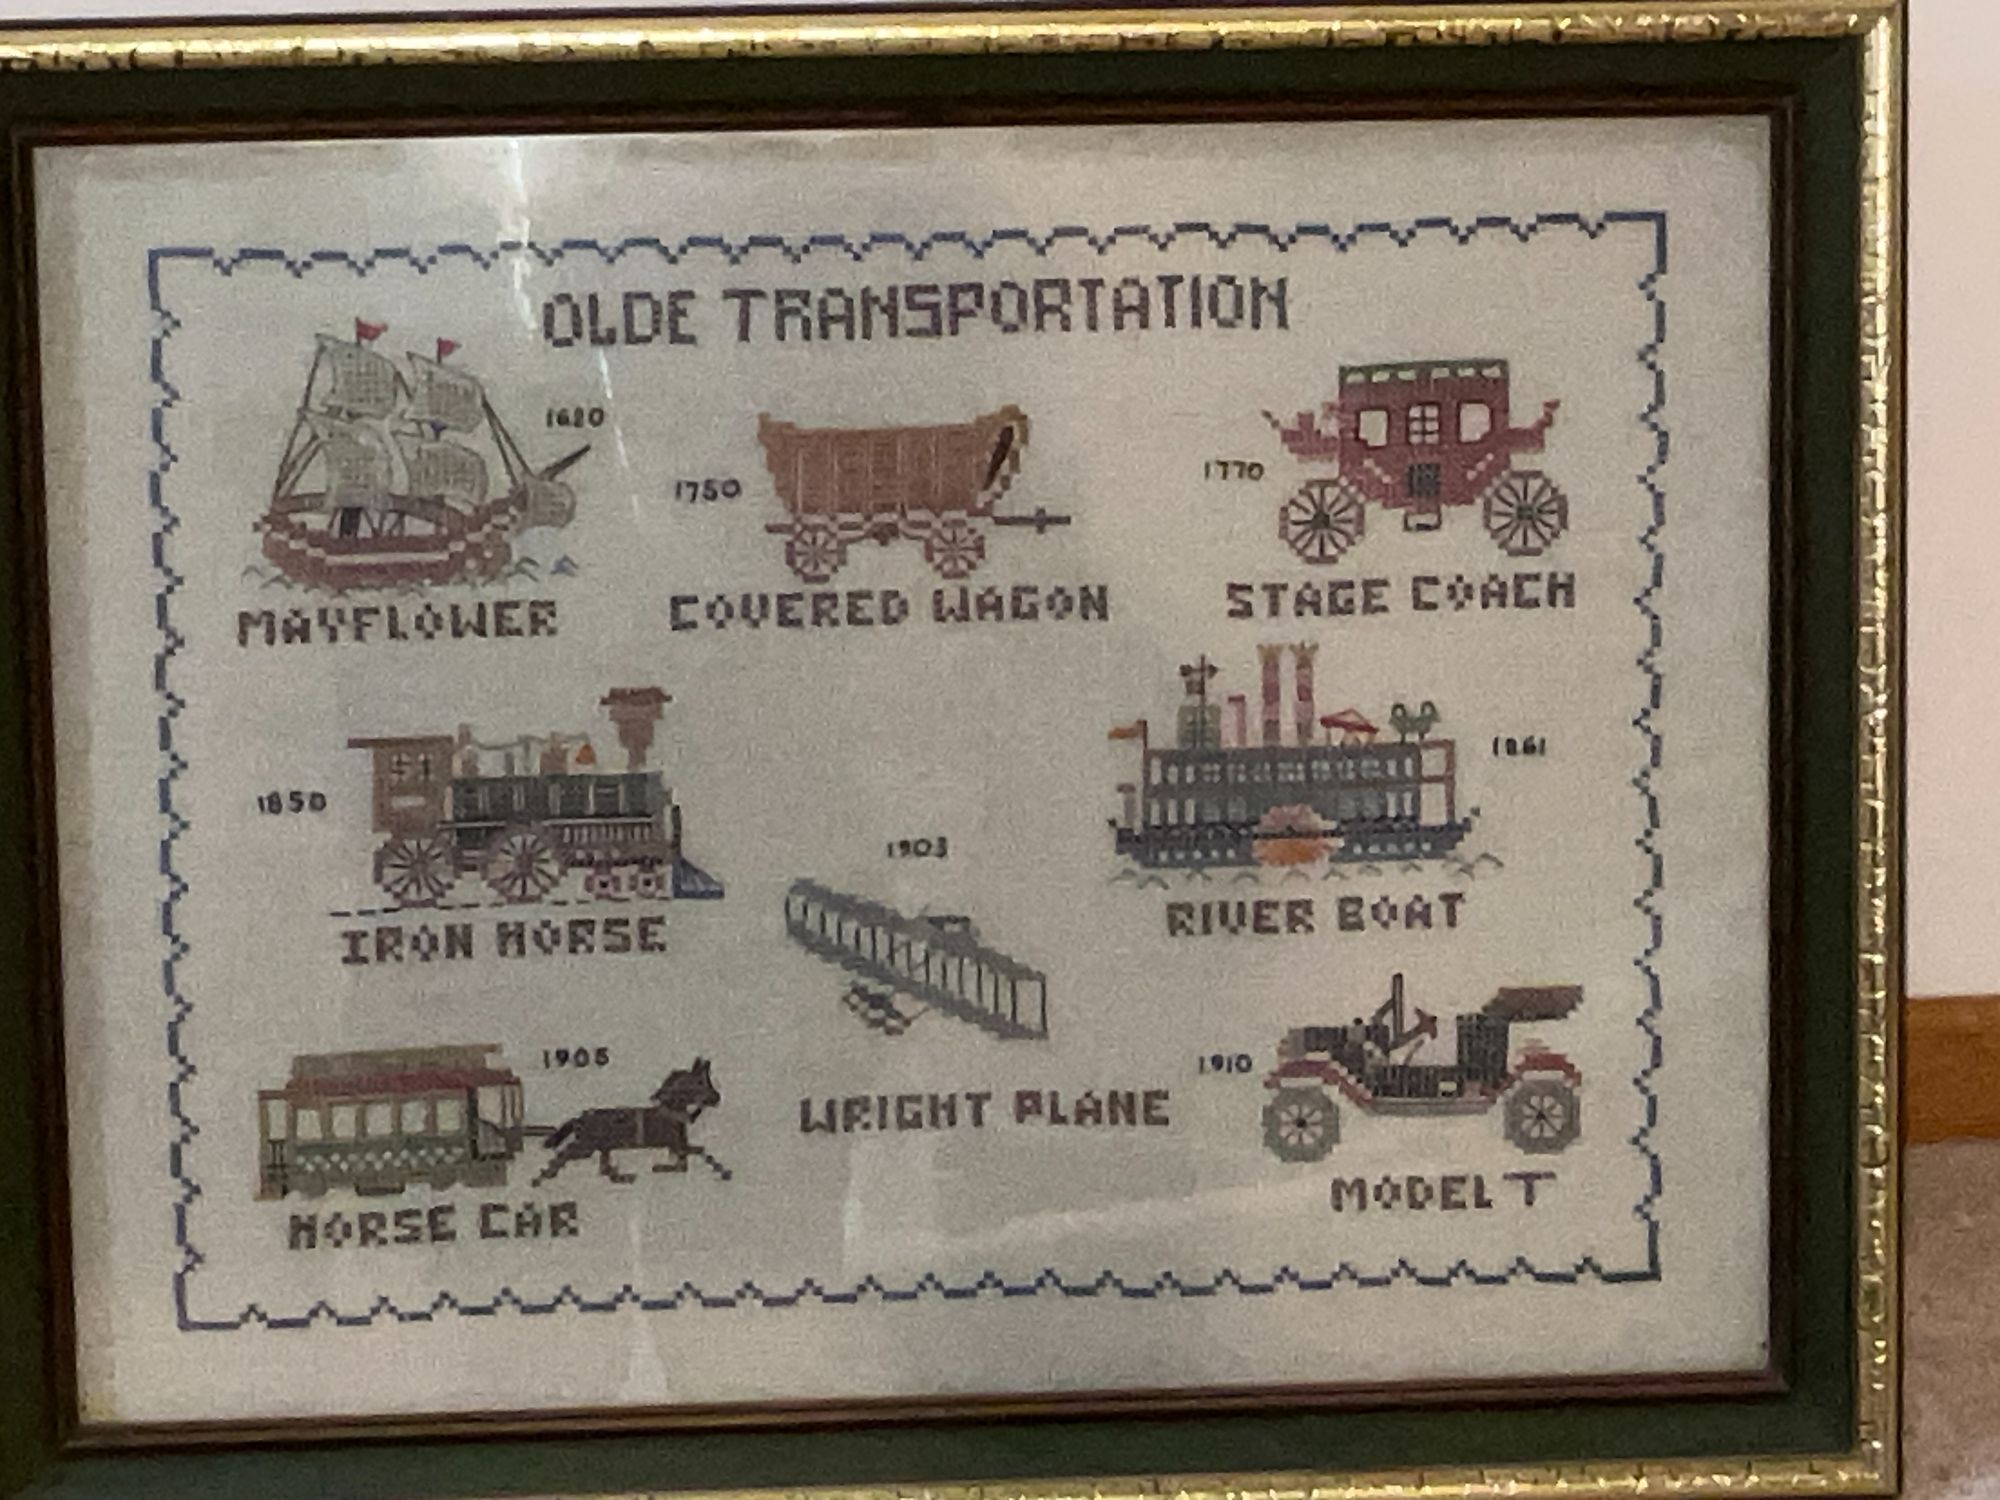 OLDE TRANSPORTATION
1620
MAYFLOWER
1750
COVERED WAGON
1770
STAGE COACH
1850
IRON HORSE
1903
WRIGHT PLANE
1861
RIVER BOAT
1905
HORSE CAR
1910
MODEL T